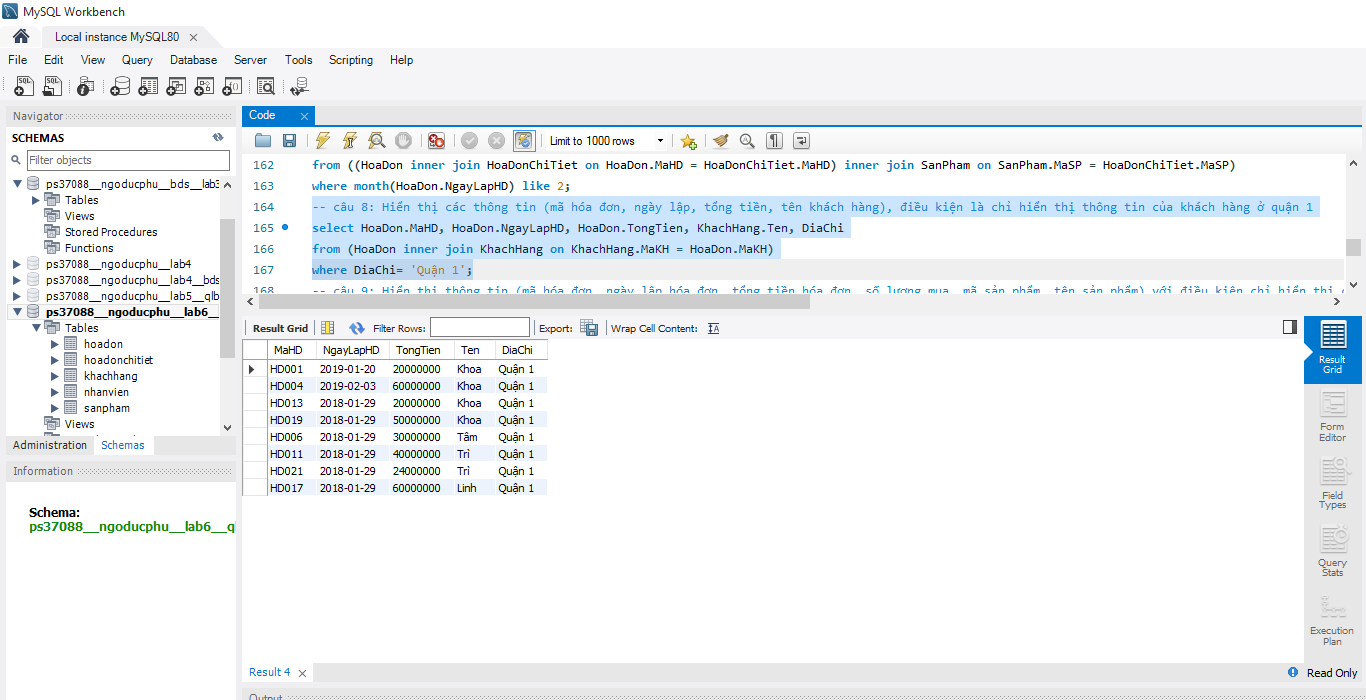 MySQL Workbench
Local instance MySQL80
File Edit View Query Database Server Tools Scripting Help
Navigator
SCHEMAS
Filter objects
ps37088__ngoducphu__bds__lab3
Tables
Views
Stored Procedures
Functions
ps37088__ngoducphu__lab4
ps37088__ngoducphu__lab4__bds
ps37088__ngoducphu__lab5__qlb
ps37088__ngoducphu__lab6__
Tables
hoadon
hoadonchitiet
khachhang
nhanvien
sanpham
Views
Administration Schemas
Information
Schema:
ps37088__ngoducphu__lab6__q
Code
Limit to 1000 rows
162 from ((HoaDon inner join HoaDonChiTiet on HoaDon.MaHD = HoaDonChiTiet.MaHD) inner join SanPham on SanPham.MaSP = HoaDonChiTiet.MaSP)
163 where month(HoaDon.NgayLapHD) like 2;
164 -- câu 8: Hiển thị các thông tin (mã hóa đơn, ngày lập, tổng tiền, tên khách hàng), điều kiện là chỉ hiển thị thông tin của khách hàng ở quận 1
165 select HoaDon.MaHD, HoaDon.NgayLapHD, HoaDon.TongTien, KhachHang.Ten, DiaChi
166 from (HoaDon inner join KhachHang on KhachHang.MaKH = HoaDon.MaKH)
167 where DiaChi= 'Quận 1';
168 -- câu 9: Hiển thị thông tin (mã hóa đơn, ngày lập hóa đơn, tổng tiền hóa đơn, số lượng mua, mã sản phẩm, tên sản phẩm) với điều kiện chỉ hiển thị
Result Grid Filter Rows: Export: Wrap Cell Content:
MaHD NgayLapHD TongTien Ten DiaChi
HD001 2019-01-20 20000000 Khoa Quận 1
HD004 2019-02-03 60000000 Khoa Quận 1
HD013 2018-01-29 20000000 Khoa Quận 1
HD019 2018-01-29 50000000 Khoa Quận 1
HD006 2018-01-29 30000000 Tâm Quận 1
HD011 2018-01-29 40000000 Trì Quận 1
HD021 2018-01-29 24000000 Trì Quận 1
HD017 2018-01-29 60000000 Linh Quận 1
Result
Grid
Form
Editor
Field
Types
Query
Stats
Execution
Plan
Result 4
Read Only
Output